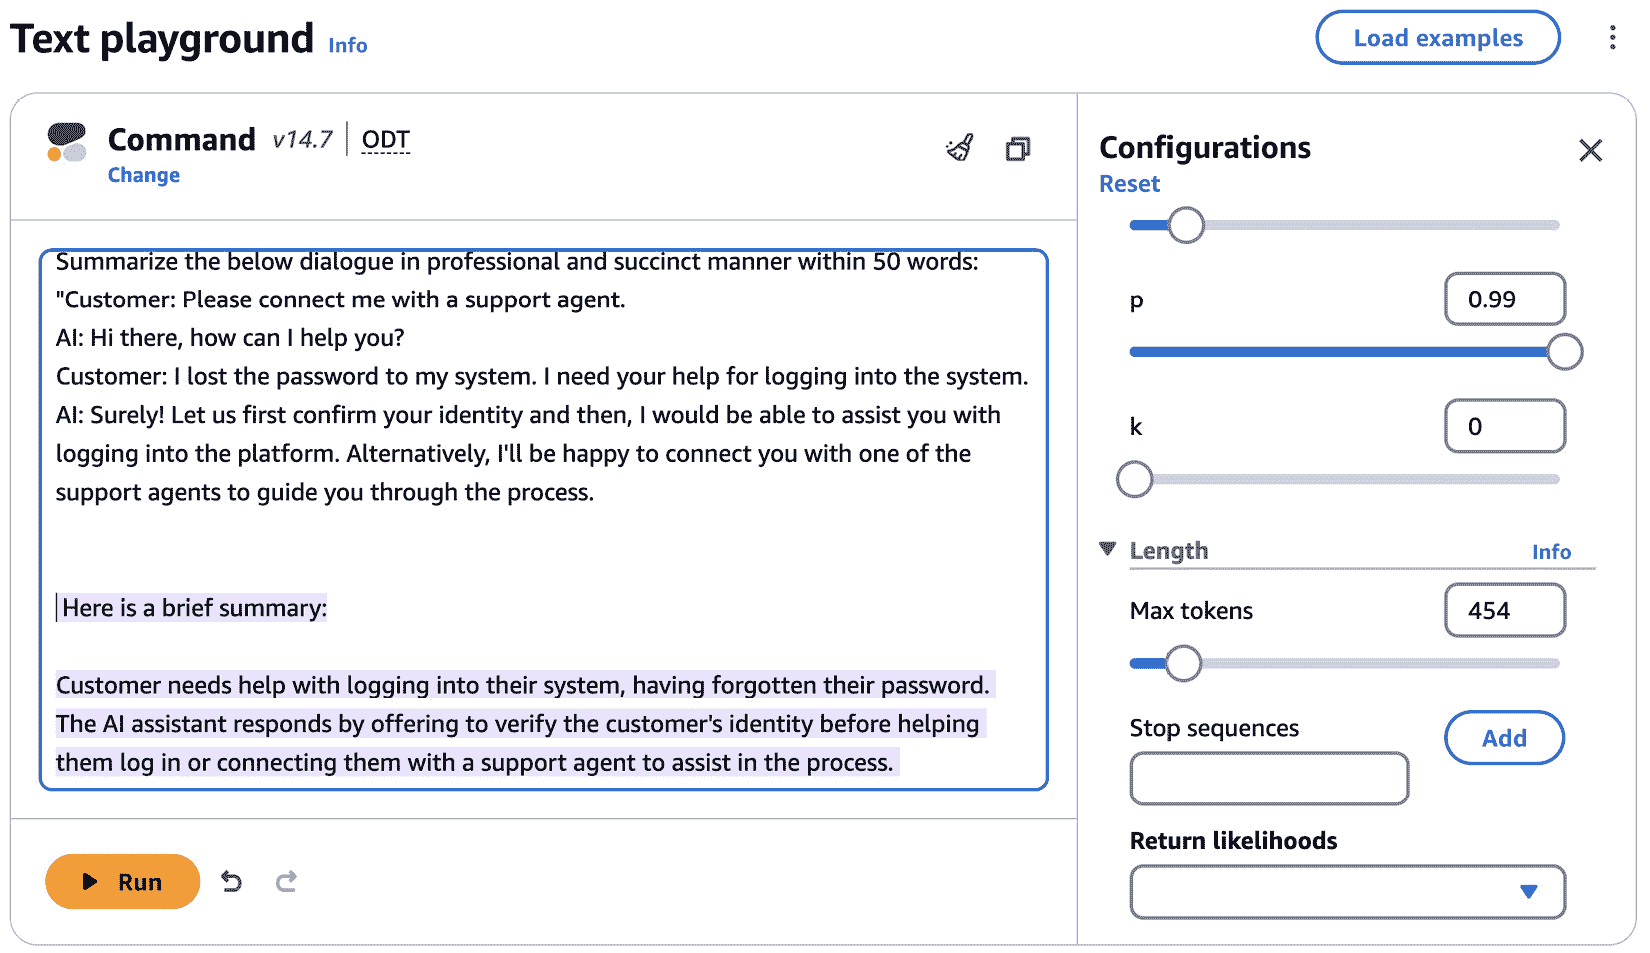 Text playground Info
Load examples
Command v14.7 | ODT
Change
Summarize the below dialogue in professional and succinct manner within 50 words:
"Customer: Please connect me with a support agent.
AI: Hi there, how can I help you?
Customer: I lost the password to my system. I need your help for logging into the system.
AI: Surely! Let us first confirm your identity and then, I would be able to assist you with
logging into the platform. Alternatively, I'll be happy to connect you with one of the
support agents to guide you through the process.
Here is a brief summary:
Customer needs help with logging into their system, having forgotten their password.
The AI assistant responds by offering to verify the customer's identity before helping
them log in or connecting them with a support agent to assist in the process.
Run
Configurations
Reset
p 0.99
k 0
Length Info
Max tokens 454
Stop sequences
Add
Return likelihoods